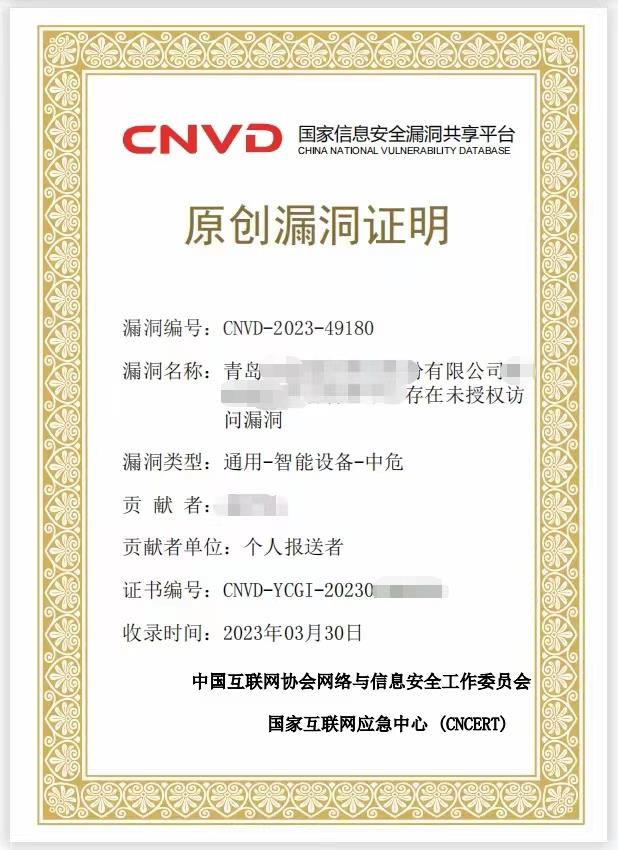 CNVD 国家信息安全漏洞共享平台
CHINA NATIONAL VULNERABILITY DATABASE
原创漏洞证明
漏洞编号：CNVD-2023-49180
漏洞名称：青岛 份有限公司
存在未授权访
问漏洞
漏洞类型：通用-智能设备-中危
贡 献 者：
贡献者单位：个人报送者
证书编号：CNVD-YCGI-20230
收录时间：2023年03月30日
中国互联网协会网络与信息安全工作委员会
国家互联网应急中心（CNCERT）